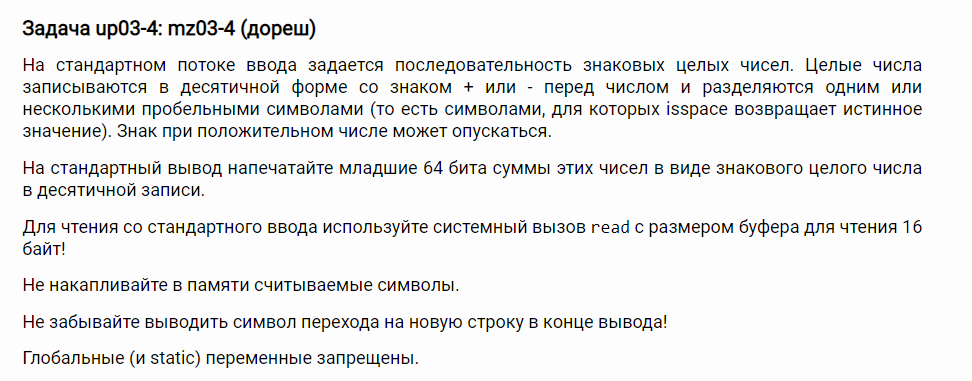 Задача up03-4: mz03-4 (дореш)
На стандартном потоке ввода задается последовательность знаковых целых чисел. Целые числа
записываются в десятичной форме со знаком + или - перед числом и разделяются одним или
несколькими пробельными символами (то есть символами, для которых isspace возвращает истинное
значение). Знак при положительном числе может опускаться.
На стандартный вывод напечатайте младшие 64 бита суммы этих чисел в виде знакового целого числа
в десятичной записи.
Для чтения со стандартного ввода используйте системный вызов read с размером буфера для чтения 16
байт!
Не накапливайте в памяти считываемые символы.
Не забывайте выводить символ перехода на новую строку в конце вывода!
Глобальные (и static) переменные запрещены.